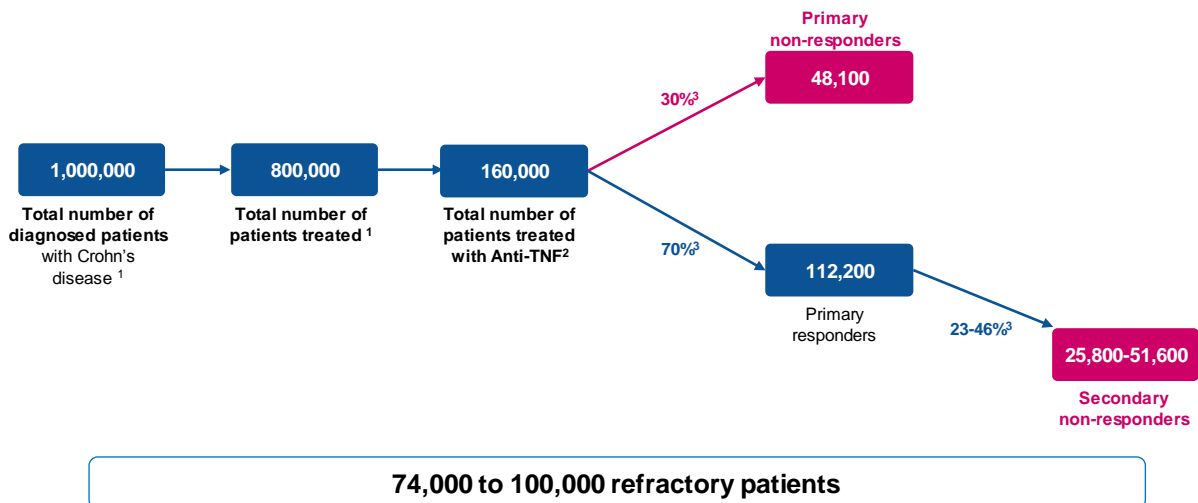 Primary
non-responders
48,100
30%³
1,000,000
800,000
160,000
Total number of
diagnosed patients
with Crohn's
disease ¹
Total number of
patients treated ¹
Total number of
patients treated
with Anti-TNF²
70%³
112,200
Primary
responders
23-46%³
25,800-51,600
Secondary
non-responders
74,000 to 100,000 refractory patients